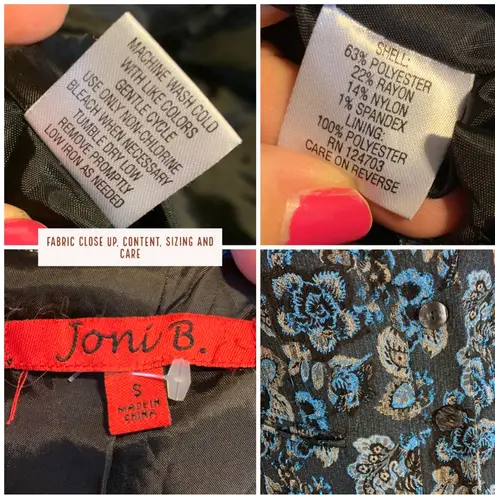 MACHINE WASH COLD
WITH LIKE COLORS
GENTLE CYCLE
USE ONLY NON-CHLORINE
BLEACH WHEN NECESSARY
TUMBLE DRY LOW
REMOVE PROMPTLY
LOW IRON AS NEEDED
SHELL:
63% POLYESTER
22% RAYON
14% NYLON
1% SPANDEX
LINING:
100% POLYESTER
RN 124703
CARE ON REVERSE
FABRIC CLOSE UP, CONTENT, SIZING AND
CARE
Joni B.
S
MADE IN
CHINA